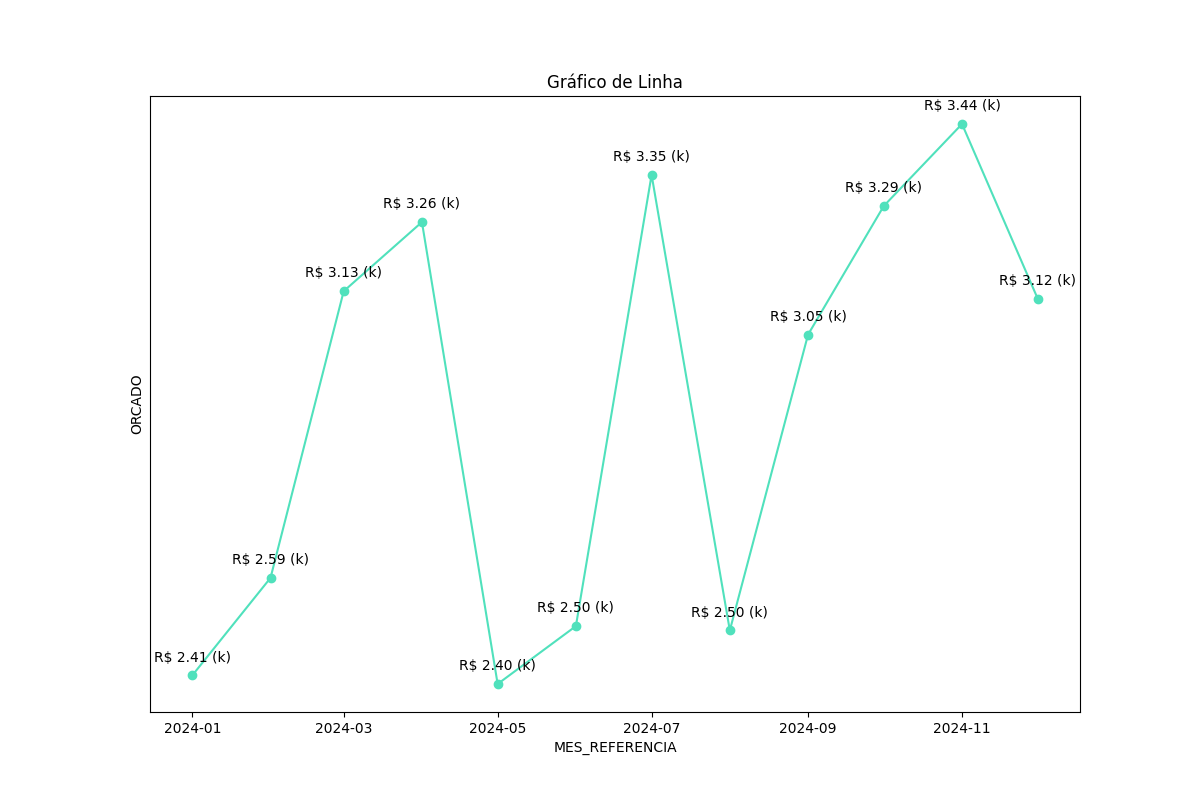 Gráfico de Linha
R$ 3.44 (k)
R$ 3.35 (k)
R$ 3.29 (k)
R$ 3.26 (k)
R$ 3.13 (k)
R$ 3.12 (k)
R$ 3.05 (k)
R$ 2.59 (k)
R$ 2.50 (k)
R$ 2.50 (k)
R$ 2.41 (k)
R$ 2.40 (k)
ORCADO
2024-01 2024-03 2024-05 2024-07 2024-09 2024-11
MES_REFERENCIA